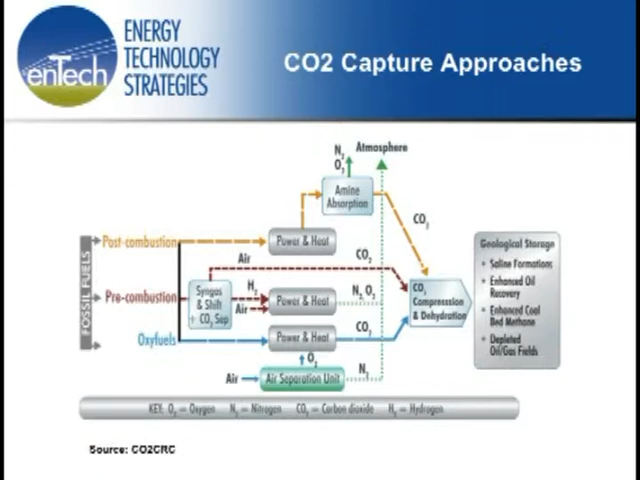 enTech
ENERGY
TECHNOLOGY
STRATEGIES
CO2 Capture Approaches
N2
O2
Atmosphere
Amine
Absorption
CO2
Post-combustion
Power & Heat
Geological Storage
Saline Formations
Enhanced Oil
Recovery
Enhanced Coal
Bed Methane
Depleted
Oil/Gas Fields
FOSSIL FUELS
Air
CO2
Pre-combustion
Syngas
& Shift
+ CO2 Sep
H2
Air
Power & Heat
N2, O2
CO2
Compression
& Dehydration
Oxyfuels
Power & Heat
CO2
O2
Air
Air Separation Unit
N2
KEY: O2 = Oxygen N2 = Nitrogen CO2 = Carbon dioxide H2 = Hydrogen
Source: CO2CRC